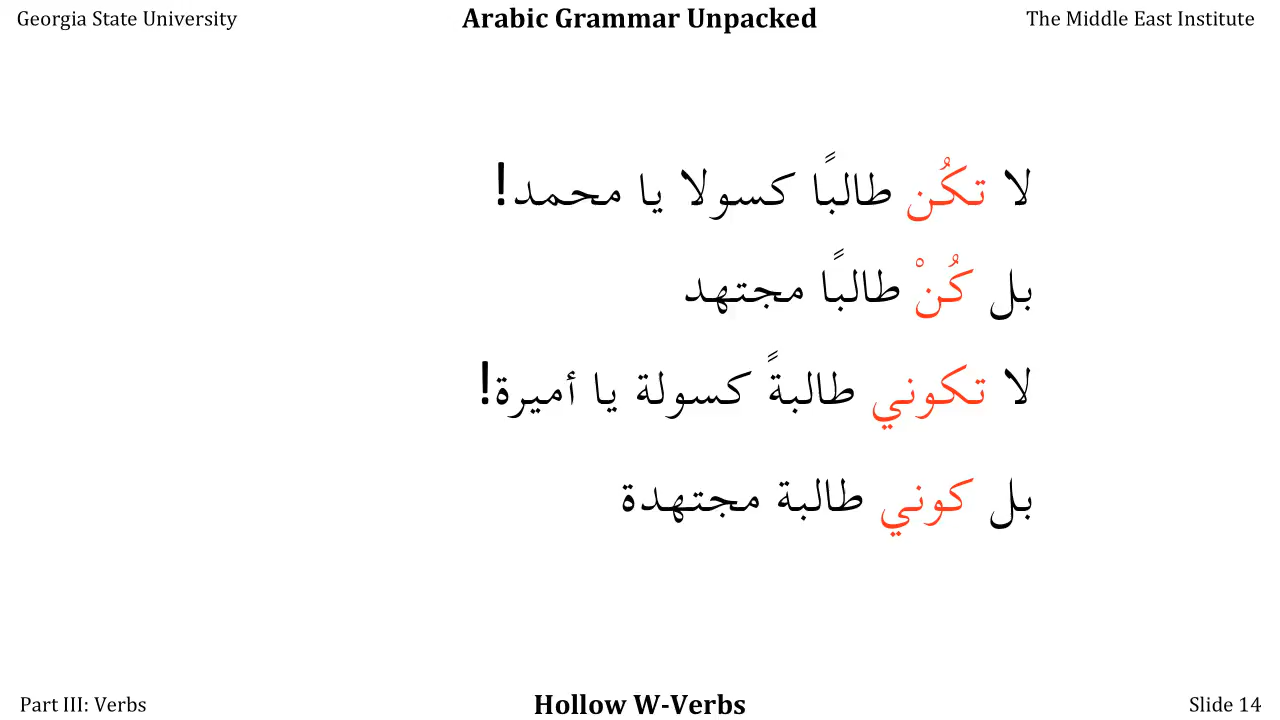 Georgia State University
Arabic Grammar Unpacked
The Middle East Institute
لا تكُن طالبًا كسولا يا محمد!
بل كُنْ طالبًا مجتهد
لا تكوني طالبةً كسولة يا أميرة!
بل كوني طالبة مجتهدة
Part III: Verbs
Hollow W-Verbs
Slide 14